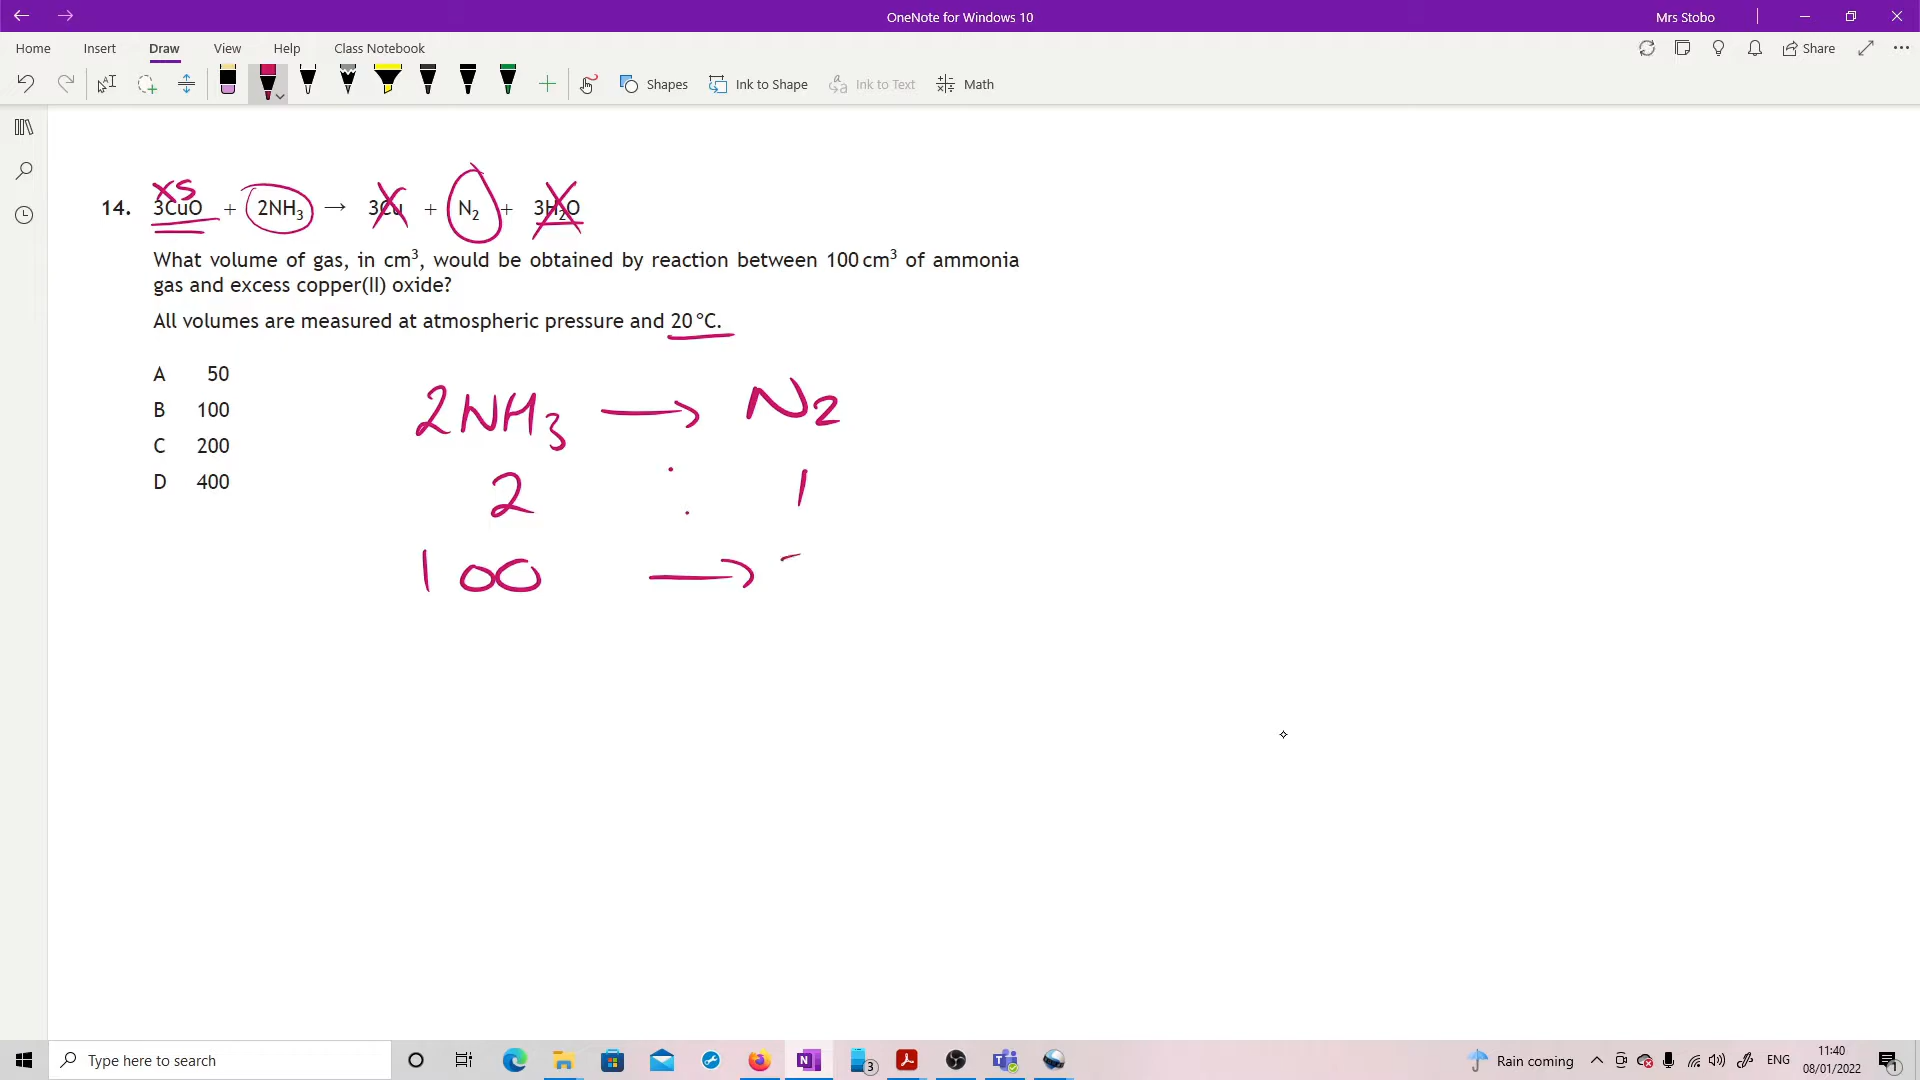 OneNote for Windows 10
Mrs Stobo
Home Insert Draw View Help Class Notebook
Share
Shapes Ink to Shape Ink to Text Math
xs
14. 3CuO + 2NH₃ → 3Cu + N₂ + 3H₂O
What volume of gas, in cm³, would be obtained by reaction between 100 cm³ of ammonia
gas and excess copper(II) oxide?
All volumes are measured at atmospheric pressure and 20 °C.
A 50
B 100
C 200
D 400
2NH₃ → N₂
2 : 1
100 →
Type here to search
3
Rain coming
ENG
11:40
08/01/2022
1